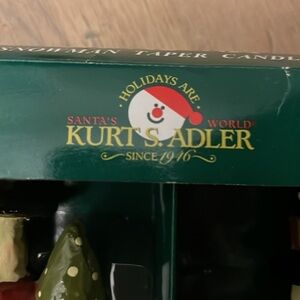 SNOWMAN TAPER CANDL
HOLIDAYS ARE
SANTA'S WORLD®
KURT S. ADLER
SINCE 1946